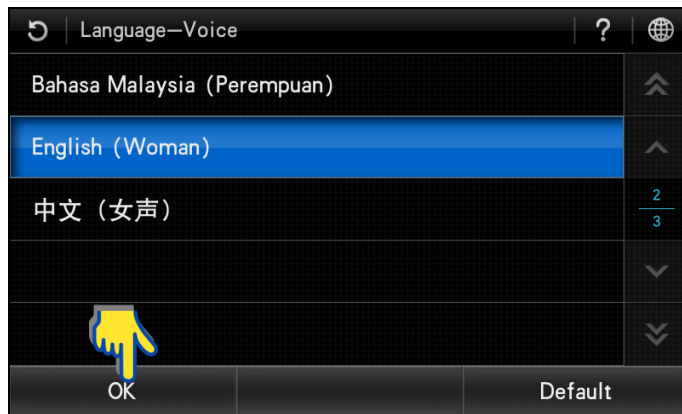 Language—Voice ?
Bahasa Malaysia (Perempuan)
English (Woman)
中文（女声）
2
3
OK Default